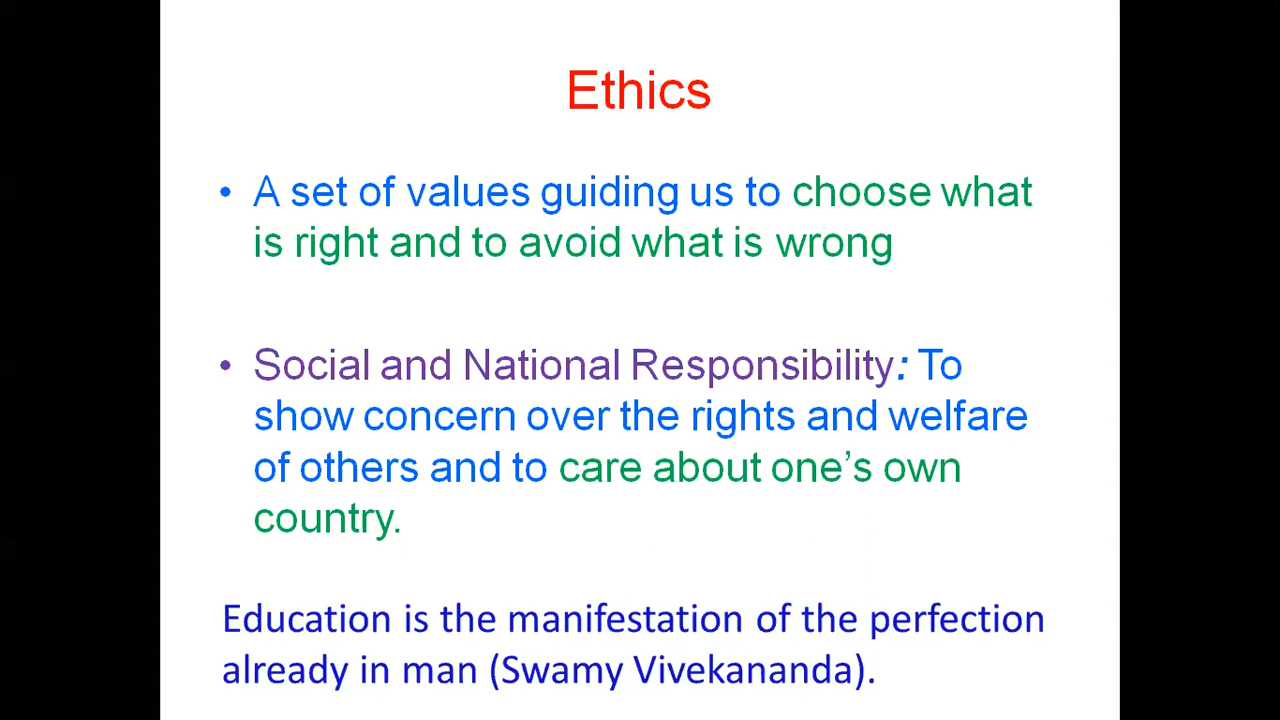 Ethics
• A set of values guiding us to choose what
is right and to avoid what is wrong
• Social and National Responsibility: To
show concern over the rights and welfare
of others and to care about one’s own
country.
Education is the manifestation of the perfection
already in man (Swamy Vivekananda).